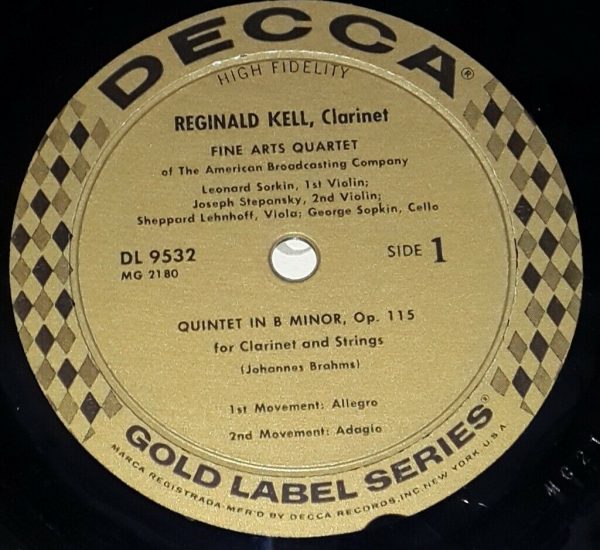 DECCA®
HIGH FIDELITY
REGINALD KELL, Clarinet
FINE ARTS QUARTET
of The American Broadcasting Company
Leonard Sorkin, 1st Violin;
Joseph Stepansky, 2nd Violin;
Sheppard Lehnhoff, Viola; George Sopkin, Cello
DL 9532
MG 2180
SIDE 1
QUINTET IN B MINOR, Op. 115
for Clarinet and Strings
(Johannes Brahms)
1st Movement: Allegro
2nd Movement: Adagio
GOLD LABEL SERIES®
MARCA REGISTRADA-MFR'D BY DECCA RECORDS, INC., NEW YORK, U.S.A.